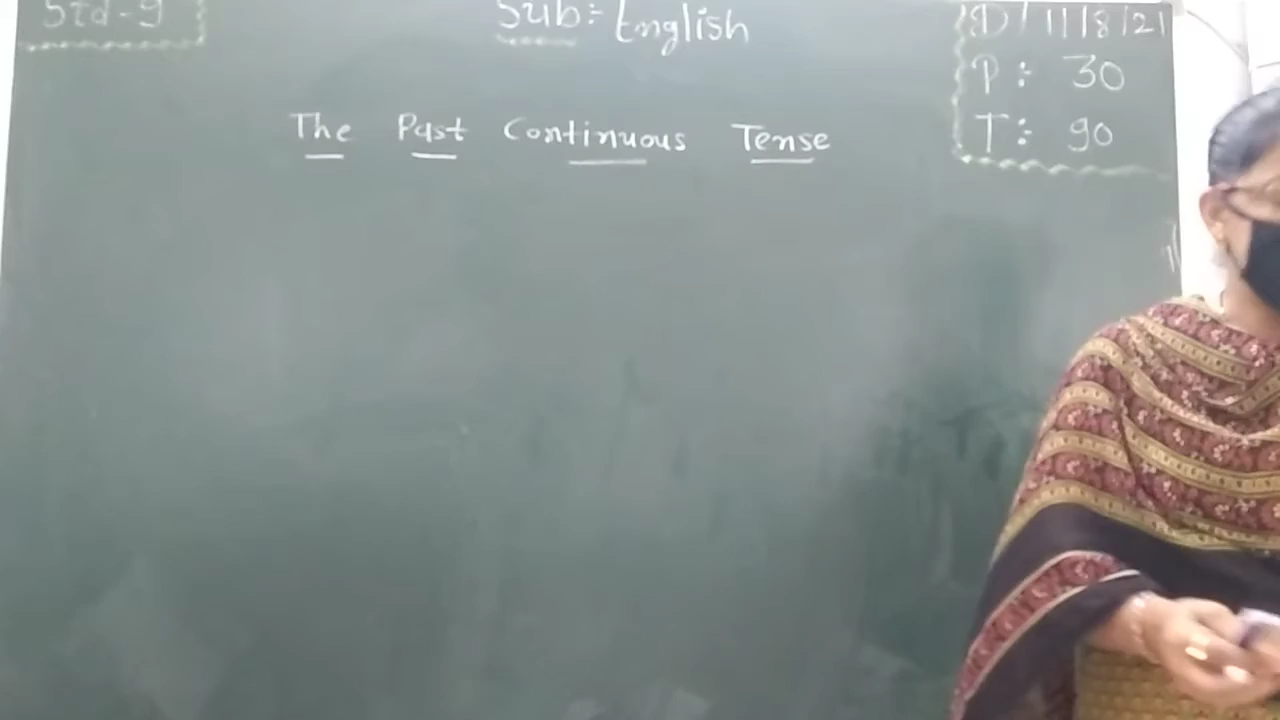 Std-9
Sub:- English
D / 11/8/21
P : 30
T : 90
The Past Continuous Tense